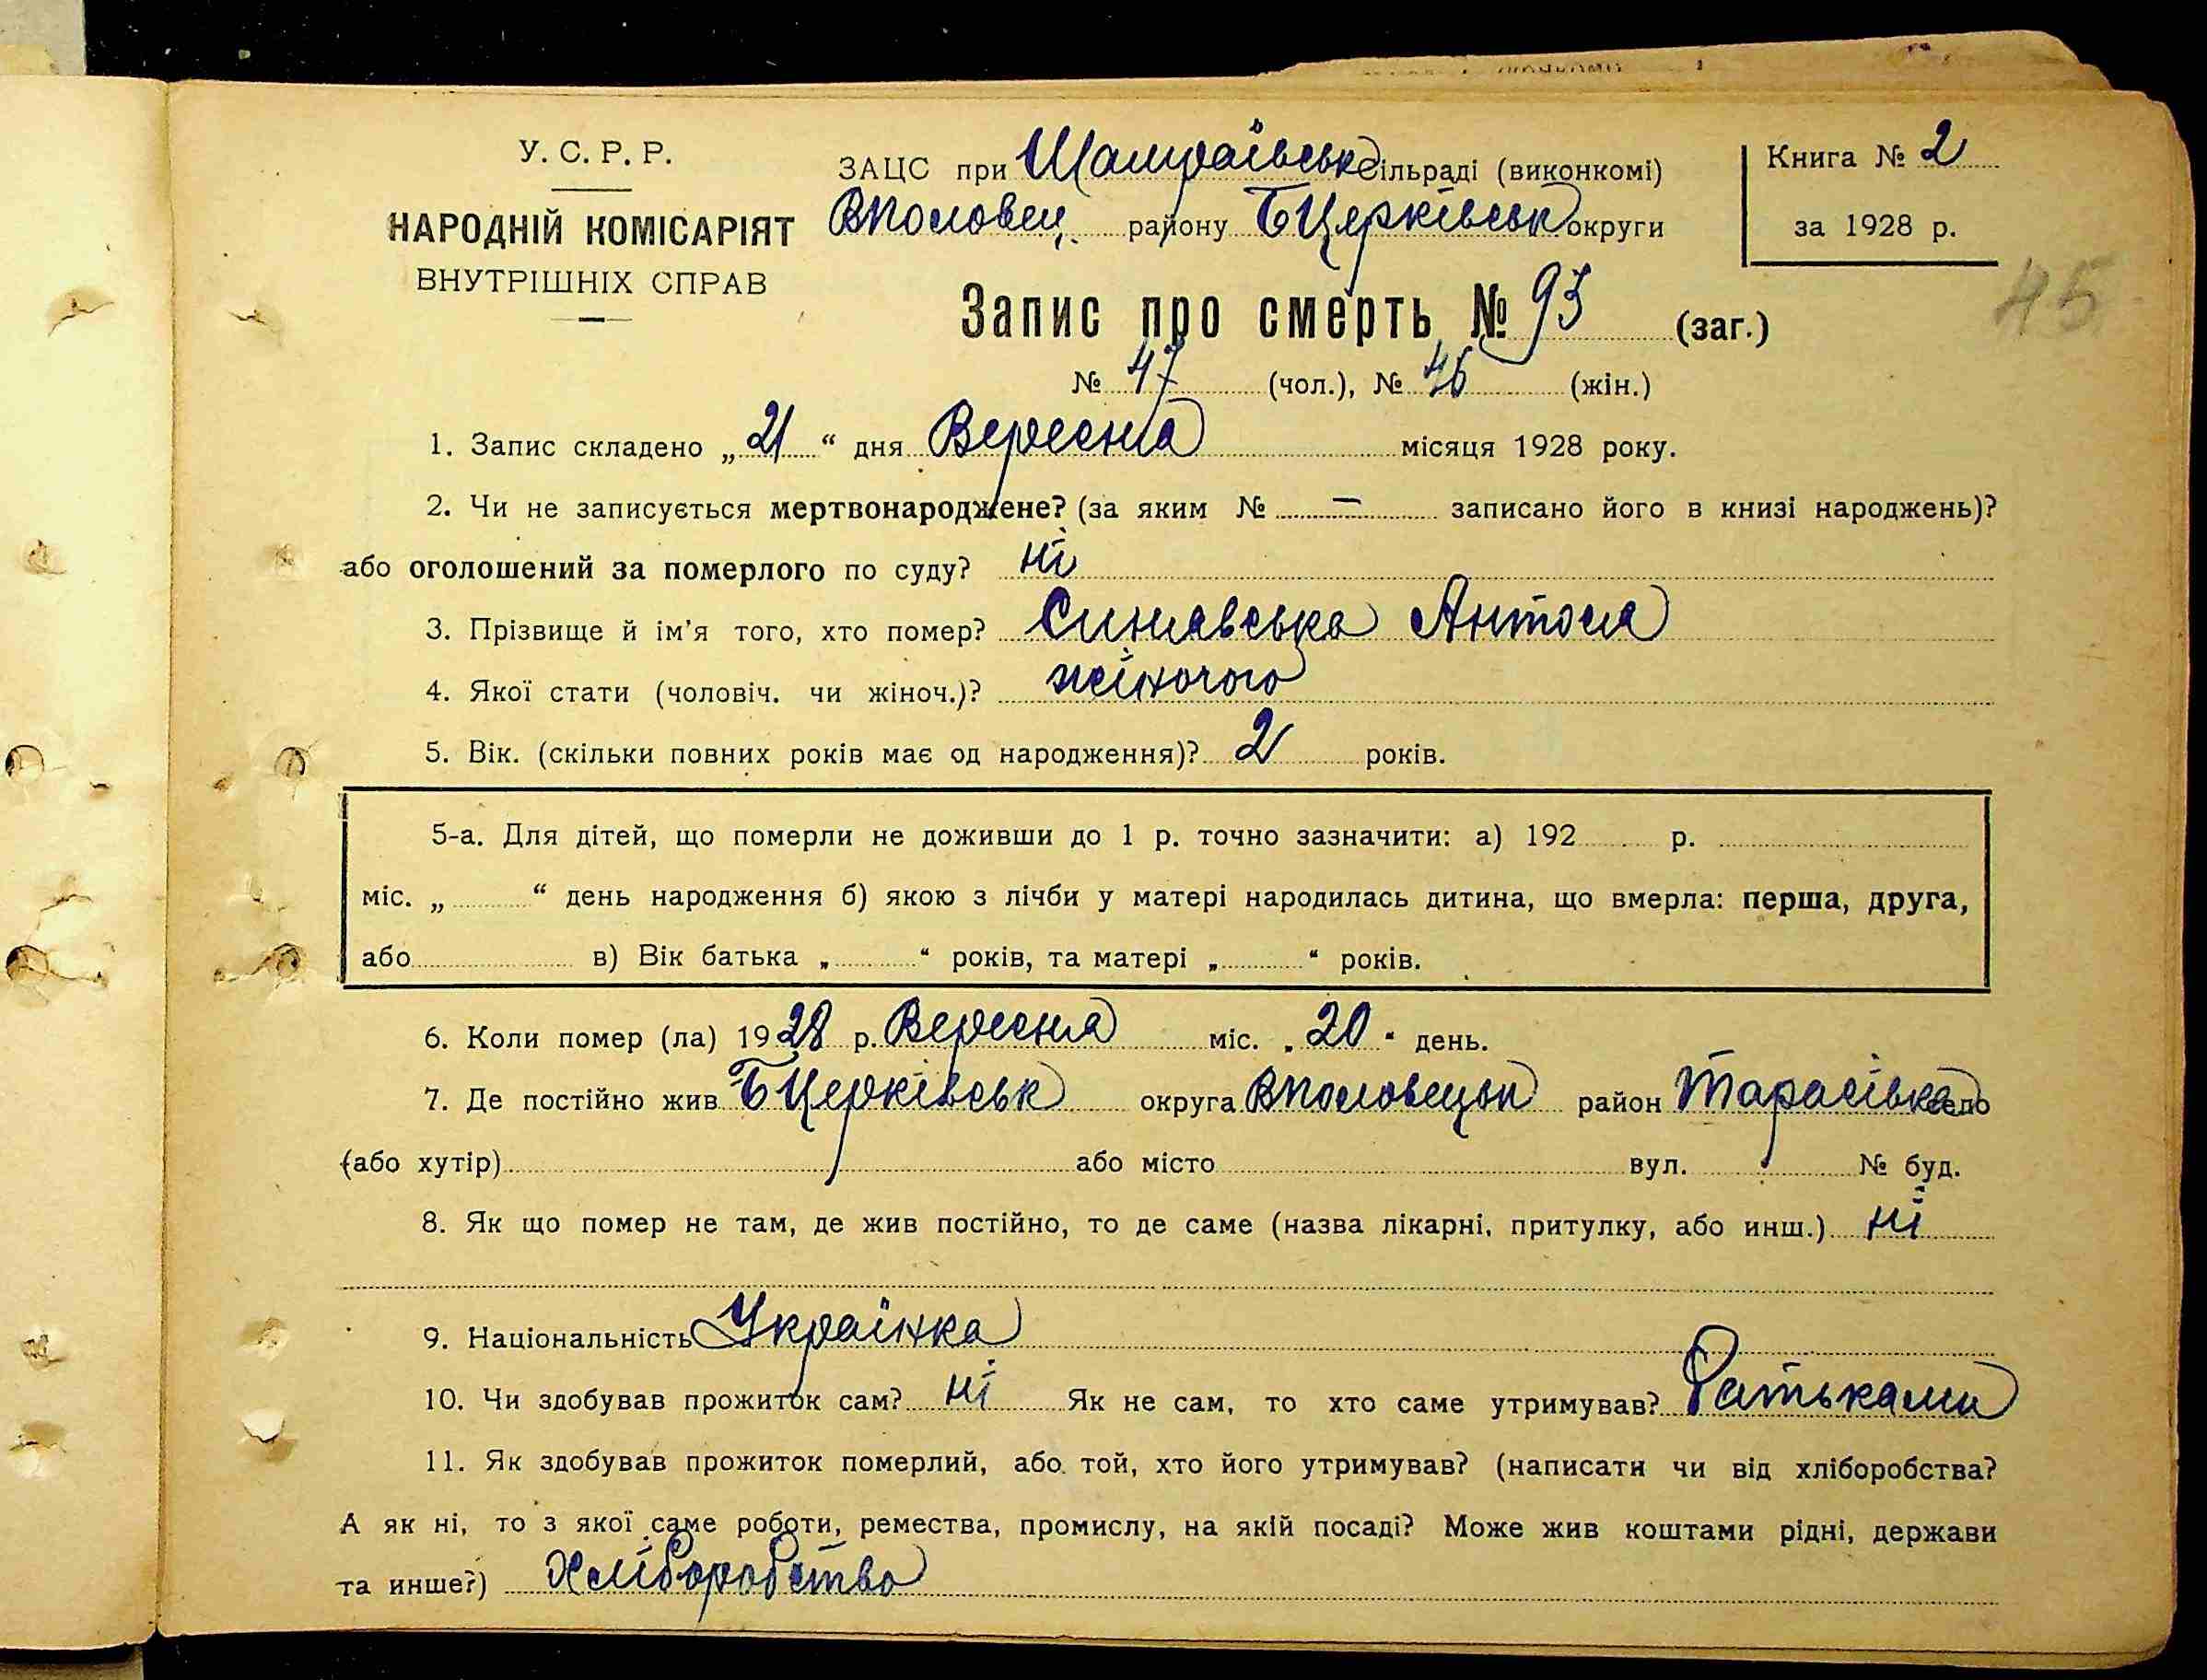 У. С. Р. Р.
НАРОДНІЙ КОМІСАРІЯТ
ВНУТРІШНІХ СПРАВ
ЗАЦС при Шамраївськ сільраді (виконкомі)
ВПоловец. району БЦерківськ округи
Книга № 2
за 1928 р.
45
Запис про смерть № 93 (заг.)
№ 47 (чол.), № 46 (жін.)
1. Запис складено „ 21 “ дня Вересня місяця 1928 року.
2. Чи не записується мертвонароджене? (за яким № — записано його в книзі народжень)?
або оголошений за померлого по суду? ні
3. Прізвище й ім'я того, хто помер? Синявська Антося
4. Якої стати (чоловіч. чи жіноч.)? жіночого
5. Вік. (скільки повних років має од народження)? 2 років.
5-а. Для дітей, що померли не доживши до 1 р. точно зазначити: а) 192 р.
міс. „ “ день народження б) якою з лічби у матері народилась дитина, що вмерла: перша, друга,
або в) Вік батька „ “ років, та матері „ “ років.
6. Коли помер (ла) 1928 р. Вересня міс. „ 20 “ день.
7. Де постійно жив БЦерківськ округа ВПоловецьк район Тарасівка село
(або хутір) або місто вул. № буд.
8. Як що помер не там, де жив постійно, то де саме (назва лікарні, притулку, або инш.) ні
9. Національність Українка
10. Чи здобував прожиток сам? ні Як не сам, то хто саме утримував? Батьками
11. Як здобував прожиток померлий, або той, хто його утримував? (написати чи від хліборобства?
А як ні, то з якої саме роботи, ремества, промислу, на якій посаді? Може жив коштами рідні, держави
та инше?) Хліборобство